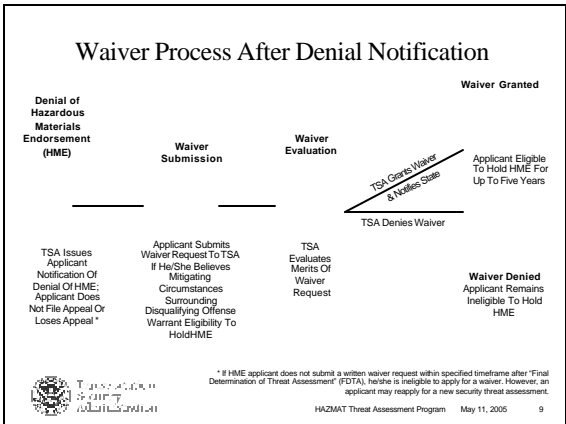 Waiver Process After Denial Notification
Waiver Granted
Denial of
Hazardous
Materials
Endorsement
(HME)
Waiver
Submission
Waiver
Evaluation
TSA Grants Waiver
& Notifies State
Applicant Eligible
To Hold HME For
Up To Five Years
TSA Denies Waiver
TSA Issues
Applicant
Notification Of
Denial Of HME;
Applicant Does
Not File Appeal Or
Loses Appeal *
Applicant Submits
Waiver Request To TSA
If He/She Believes
Mitigating
Circumstances
Surrounding
Disqualifying Offense
Warrant Eligibility To
HoldHME
TSA
Evaluates
Merits Of
Waiver
Request
Waiver Denied
Applicant Remains
Ineligible To Hold
HME
* If HME applicant does not submit a written waiver request within specified timeframe after "Final
Determination of Threat Assessment" (FDTA), he/she is ineligible to apply for a waiver. However, an
applicant may reapply for a new security threat assessment.
Transportation
Security
Administration
HAZMAT Threat Assessment Program May 11, 2005 9